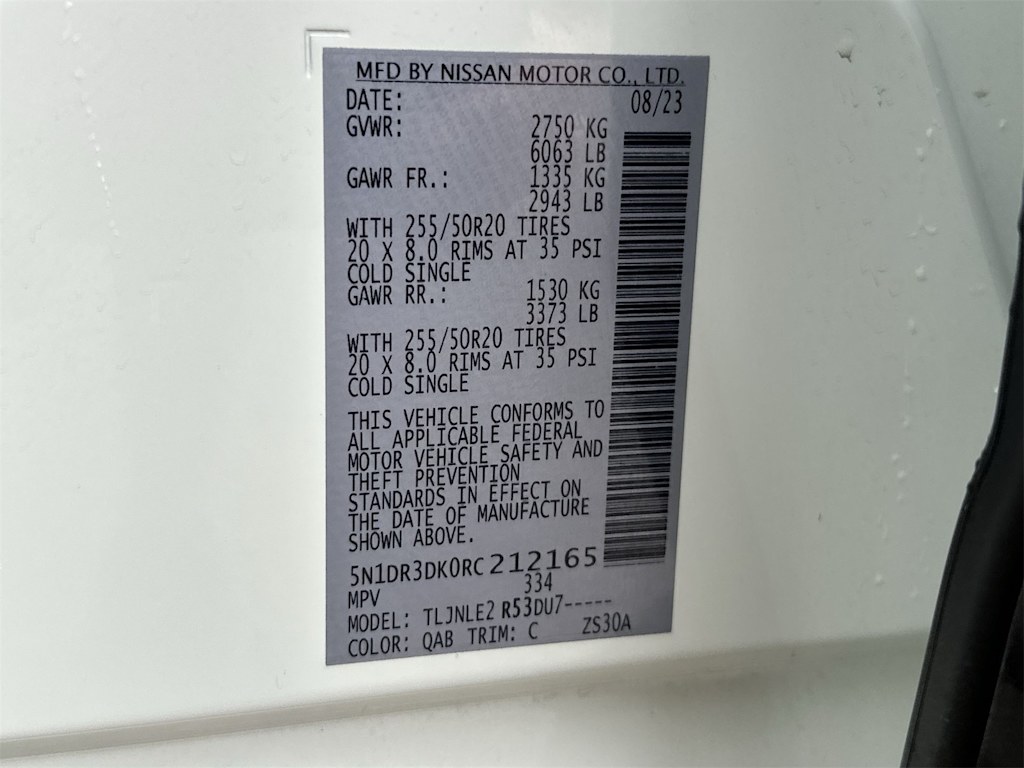 MFD BY NISSAN MOTOR CO., LTD.
DATE: 08/23
GVWR: 2750 KG
6063 LB
GAWR FR.: 1335 KG
2943 LB
WITH 255/50R20 TIRES
20 X 8.0 RIMS AT 35 PSI
COLD SINGLE
GAWR RR.: 1530 KG
3373 LB
WITH 255/50R20 TIRES
20 X 8.0 RIMS AT 35 PSI
COLD SINGLE
THIS VEHICLE CONFORMS TO
ALL APPLICABLE FEDERAL
MOTOR VEHICLE SAFETY AND
THEFT PREVENTION
STANDARDS IN EFFECT ON
THE DATE OF MANUFACTURE
SHOWN ABOVE.
5N1DR3DK0RC212165
MPV 334
MODEL: TLJNLE2 R53DU7-----
COLOR: QAB TRIM: C ZS30A